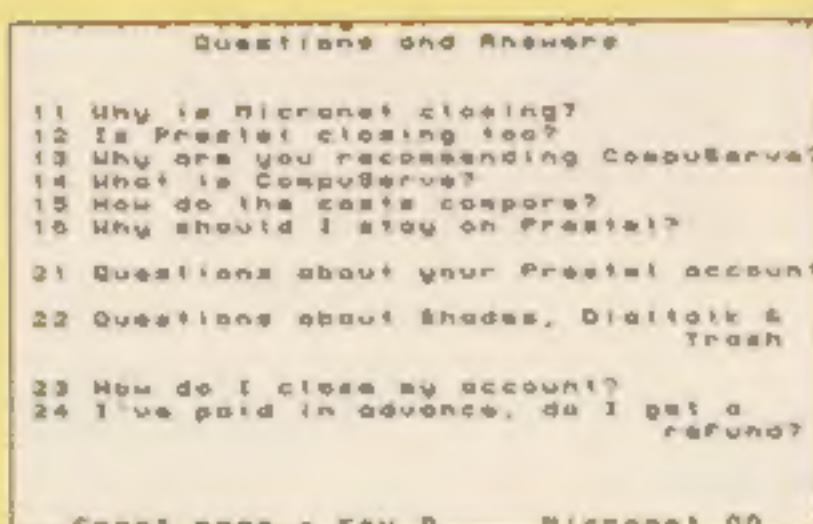 Questions and Answers
11 Why is Micronet closing?
12 Is Prestel closing too?
13 Why are you recommending CompuServe?
14 What is CompuServe?
15 How do the costs compare?
16 Why should I stay on Prestel?
21 Questions about your Prestel account
22 Questions about Shades, Digitalk &
Trash
23 How do I close my account?
24 I've paid in advance, do I get a
refund?